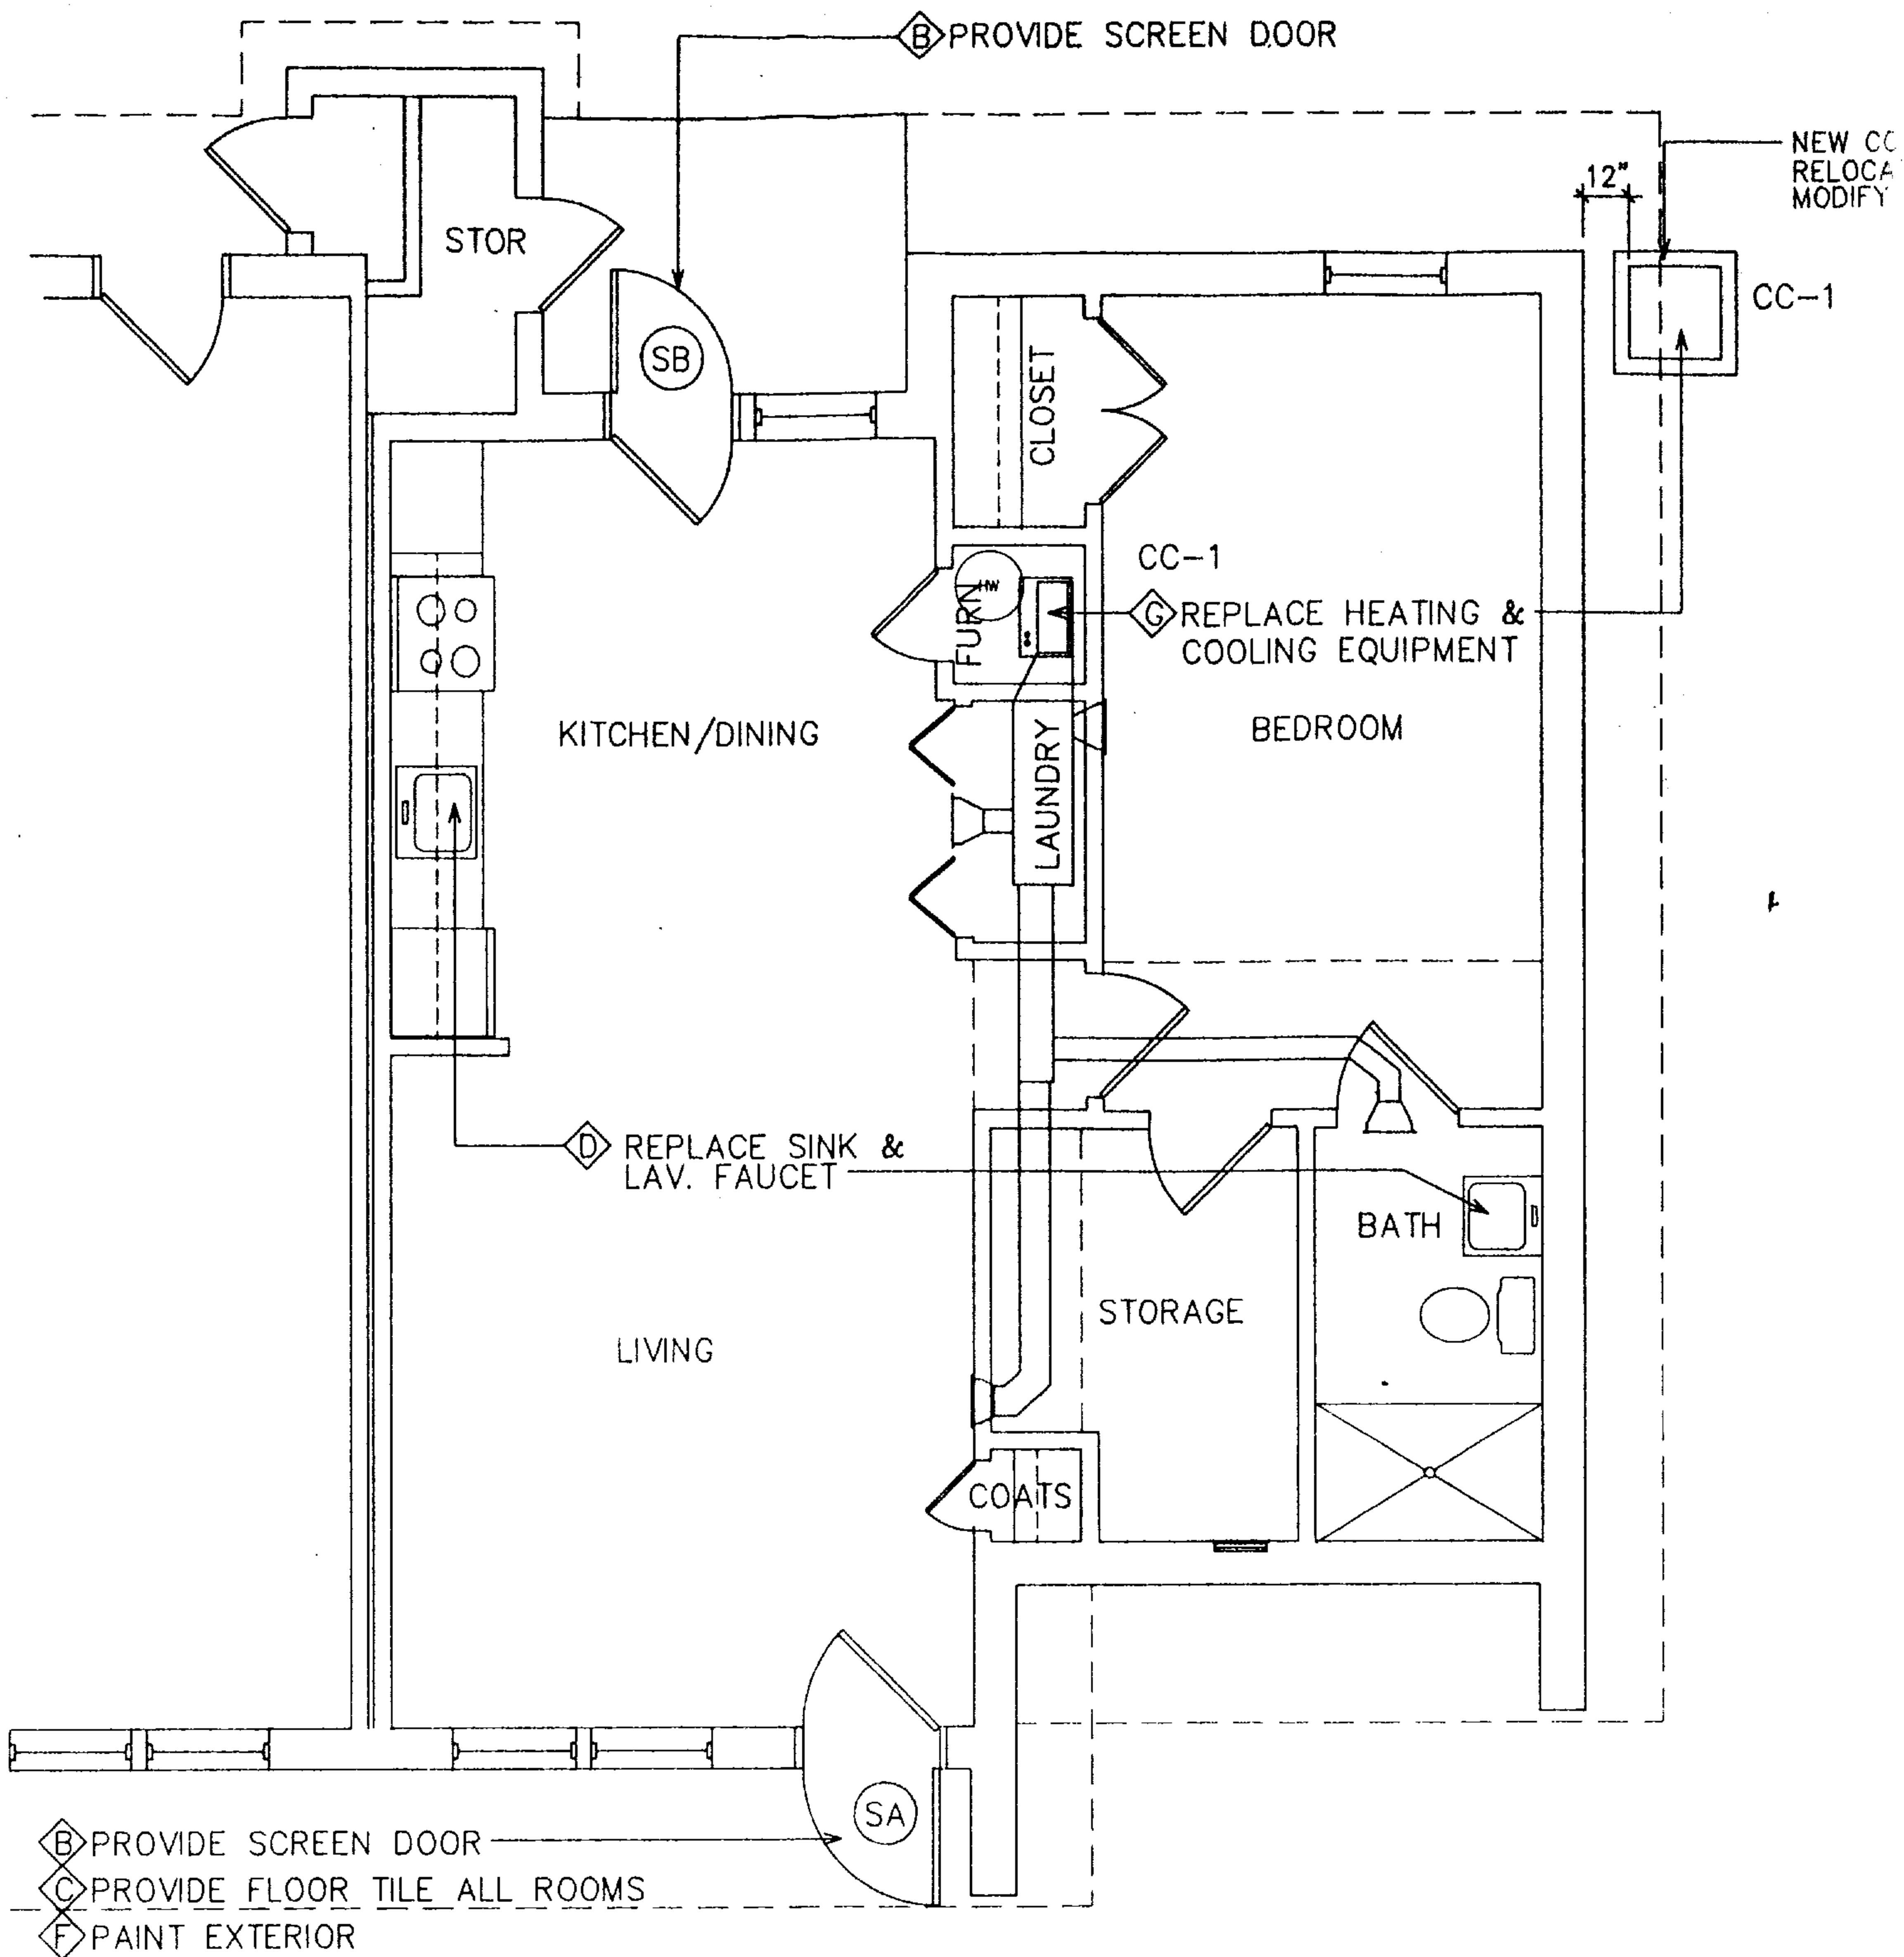 B PROVIDE SCREEN DOOR
NEW
12"
MODIFY
STOR
CC-1
SB
CLOSET
CC-1
HW
FURN
G REPLACE HEATING &
COOLING EQUIPMENT
KITCHEN/DINING
BEDROOM
LAUNDRY
D REPLACE SINK &
LAV. FAUCET
BATH
STORAGE
LIVING
COATS
SA
B PROVIDE SCREEN DOOR
C PROVIDE FLOOR TILE ALL ROOMS
F PAINT EXTERIOR